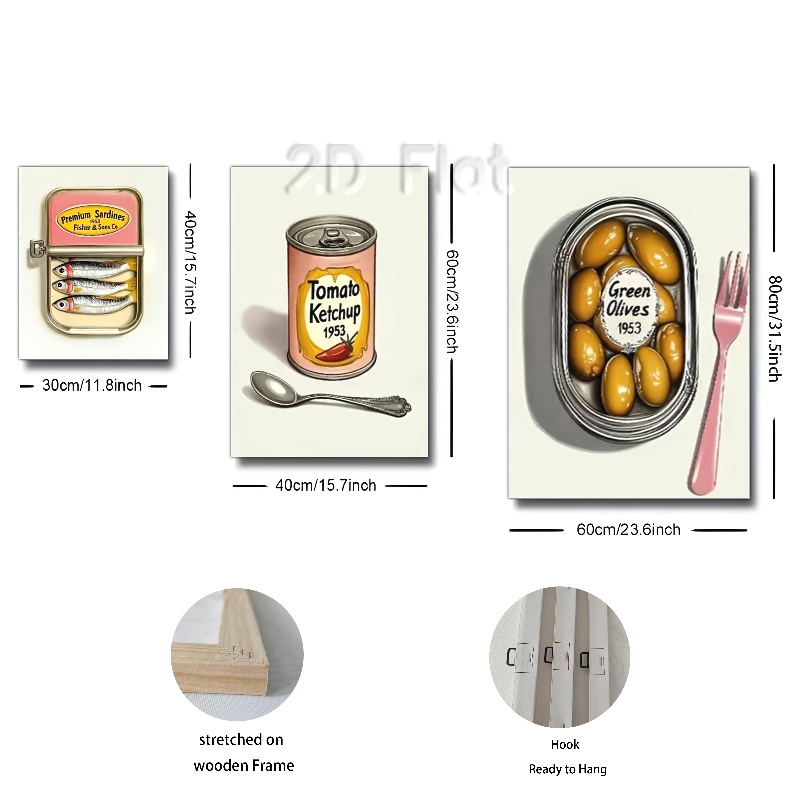 2D Flat
Premium Sardines
1953
Fisher & Sons Co
40cm/15.7inch
30cm/11.8inch
Tomato
Ketchup
1953
60cm/23.6inch
40cm/15.7inch
Green
Olives
1953
80cm/31.5inch
60cm/23.6inch
stretched on
wooden Frame
Hook
Ready to Hang